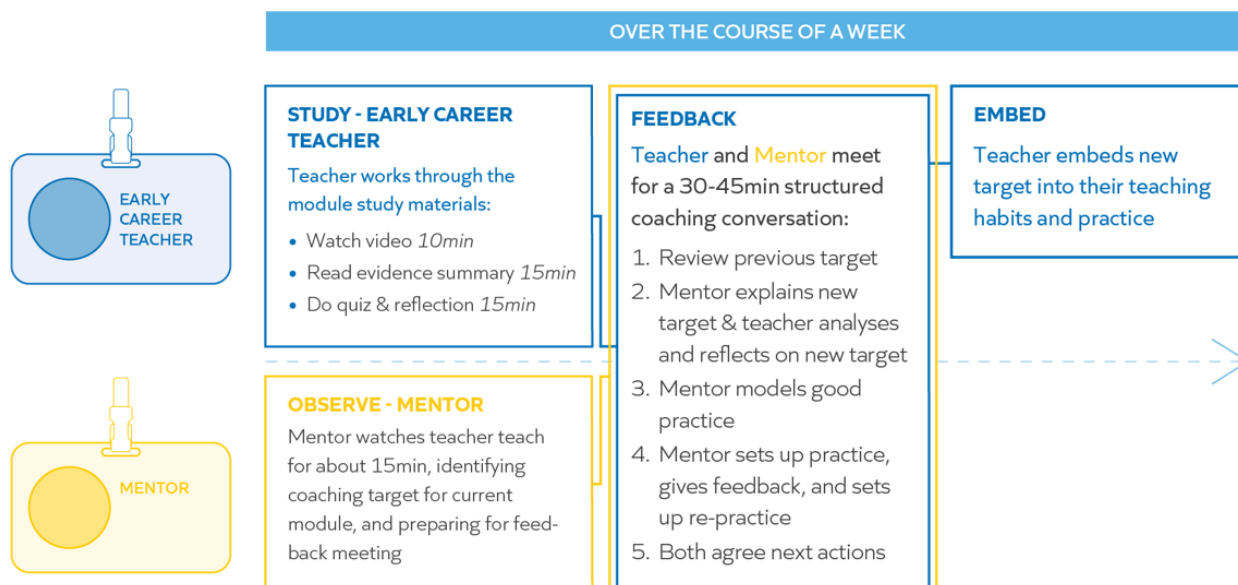 OVER THE COURSE OF A WEEK
EARLY
CAREER
TEACHER
STUDY - EARLY CAREER
TEACHER
Teacher works through the
module study materials:
• Watch video 10min
• Read evidence summary 15min
• Do quiz & reflection 15min
FEEDBACK
Teacher and Mentor meet
for a 30-45min structured
coaching conversation:
1. Review previous target
2. Mentor explains new
target & teacher analyses
and reflects on new target
3. Mentor models good
practice
4. Mentor sets up practice,
gives feedback, and sets
up re-practice
5. Both agree next actions
EMBED
Teacher embeds new
target into their teaching
habits and practice
MENTOR
OBSERVE - MENTOR
Mentor watches teacher teach
for about 15min, identifying
coaching target for current
module, and preparing for feed-
back meeting